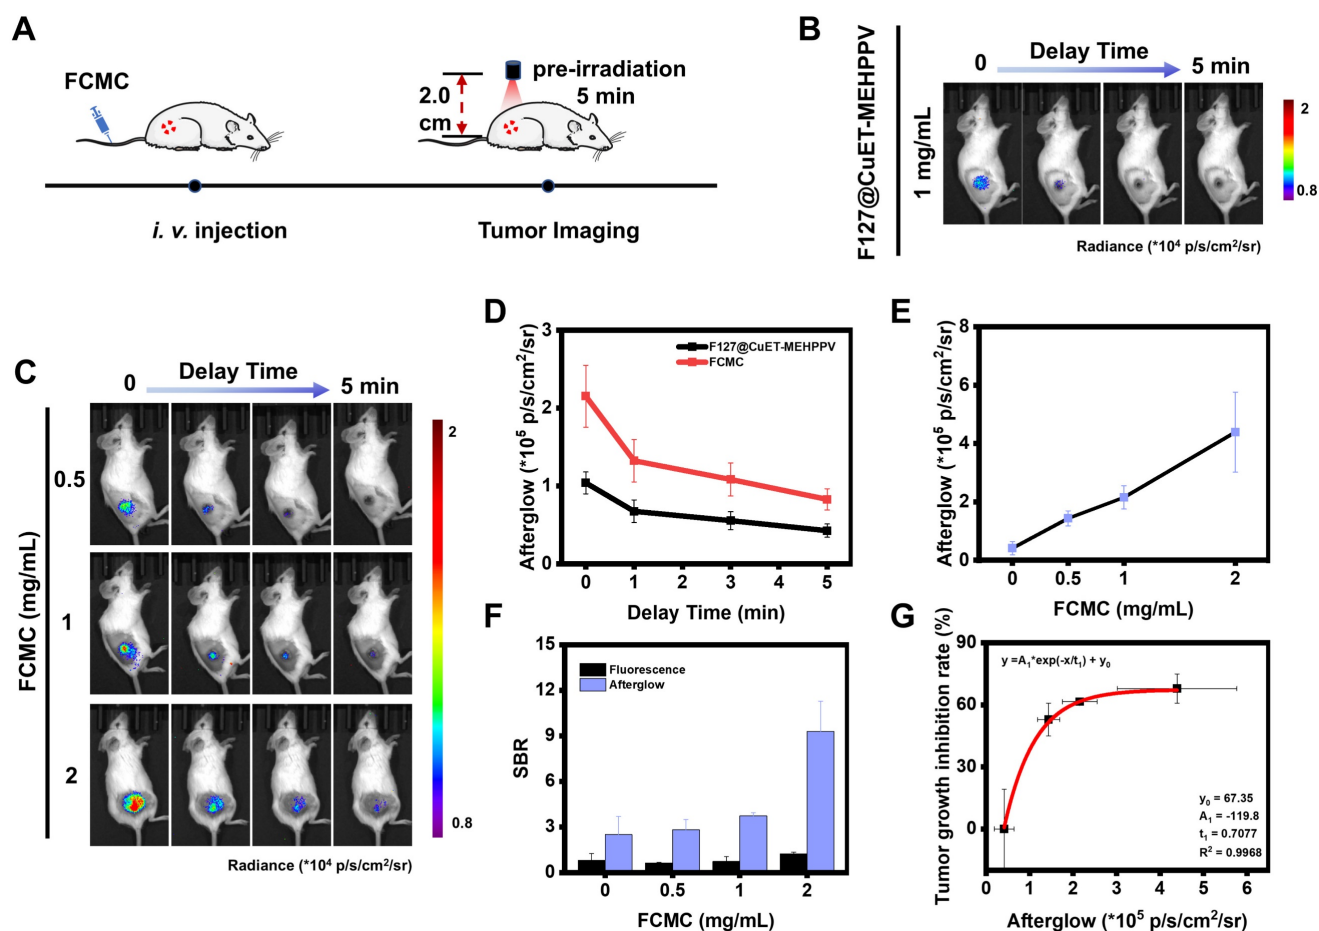 A
FCMC
2.0
cm
pre-irradiation
5 min
i. v. injection
Tumor Imaging
B
F127@CuET-MEHPPV
1 mg/mL
Delay Time
0
5 min
2
0.8
Radiance (*10⁴ p/s/cm²/sr)
C
Delay Time
0
5 min
FCMC (mg/mL)
0.5
1
2
2
0.8
Radiance (*10⁴ p/s/cm²/sr)
D
Afterglow (*10⁵ p/s/cm²/sr)
3
2
1
0
F127@CuET-MEHPPV
FCMC
0 1 2 3 4 5
Delay Time (min)
E
Afterglow (*10⁵ p/s/cm²/sr)
8
6
4
2
0
0 0.5 1 2
FCMC (mg/mL)
F
SBR
15
12
9
6
3
0
Fluorescence
Afterglow
0 0.5 1 2
FCMC (mg/mL)
G
Tumor growth inhibition rate (%)
90
60
30
0
y =A₁*exp(-x/t₁) + y₀
y₀ = 67.35
A₁ = -119.8
t₁ = 0.7077
R² = 0.9968
0 1 2 3 4 5 6
Afterglow (*10⁵ p/s/cm²/sr)